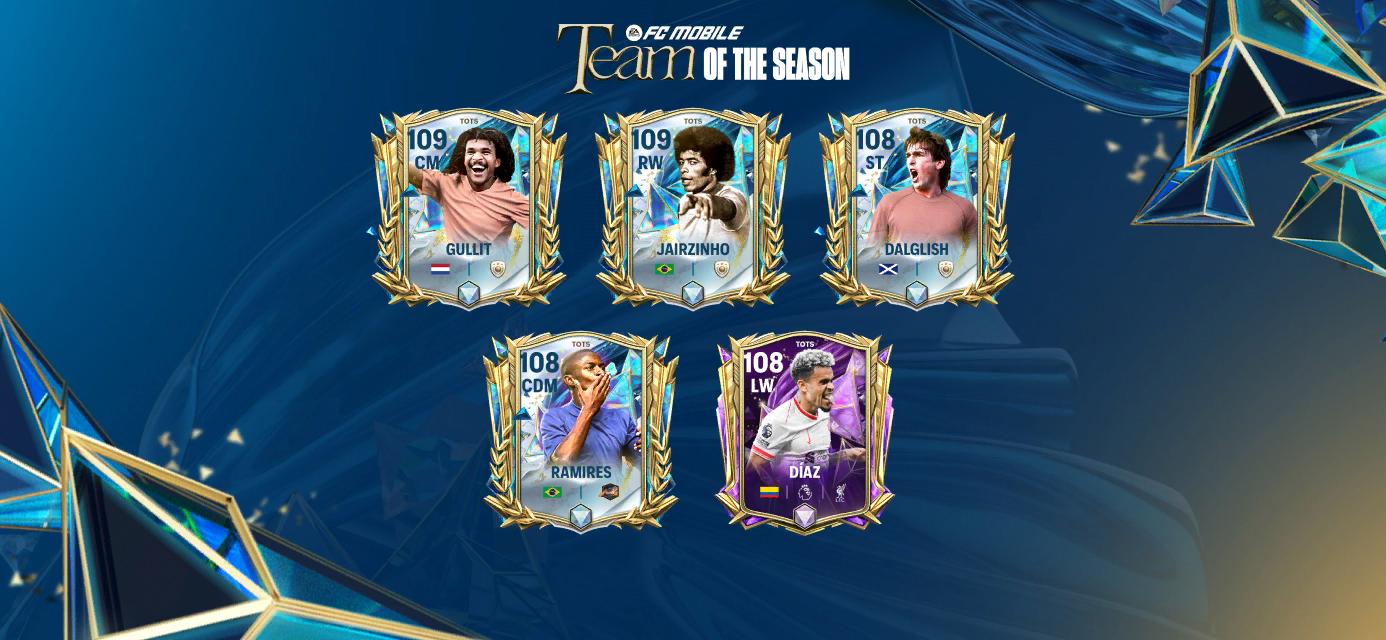 EA FC MOBILE
Team OF THE SEASON
TOTS
109
CM
GULLIT
TOTS
109
RW
JAIRZINHO
TOTS
108
ST
DALGLISH
TOTS
108
CDM
RAMIRES
TOTS
108
LW
DÍAZ